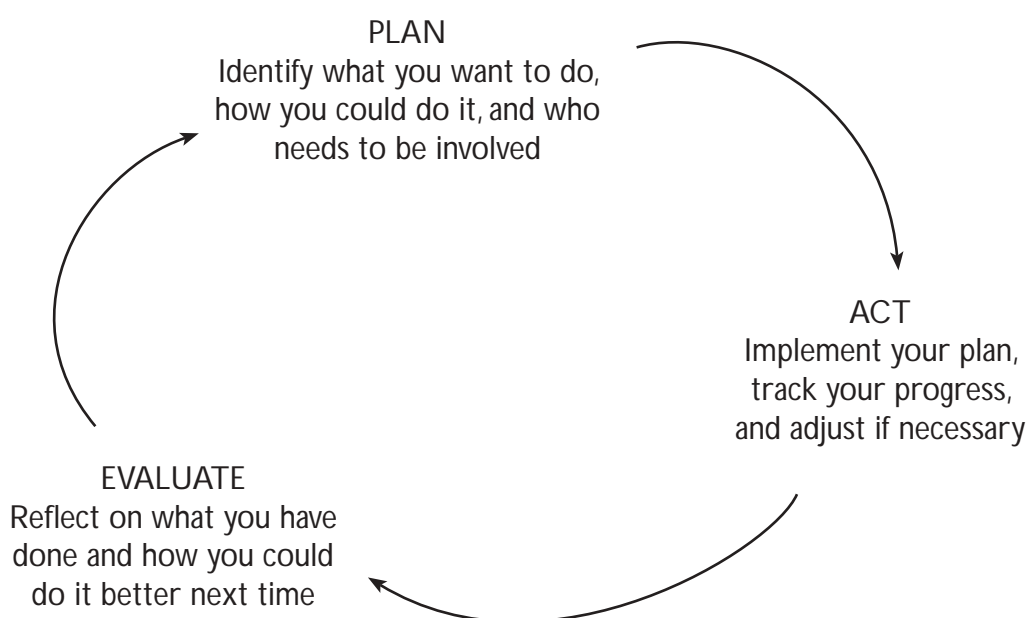 PLAN
Identify what you want to do,
how you could do it, and who
needs to be involved
ACT
Implement your plan,
track your progress,
and adjust if necessary
EVALUATE
Reflect on what you have
done and how you could
do it better next time